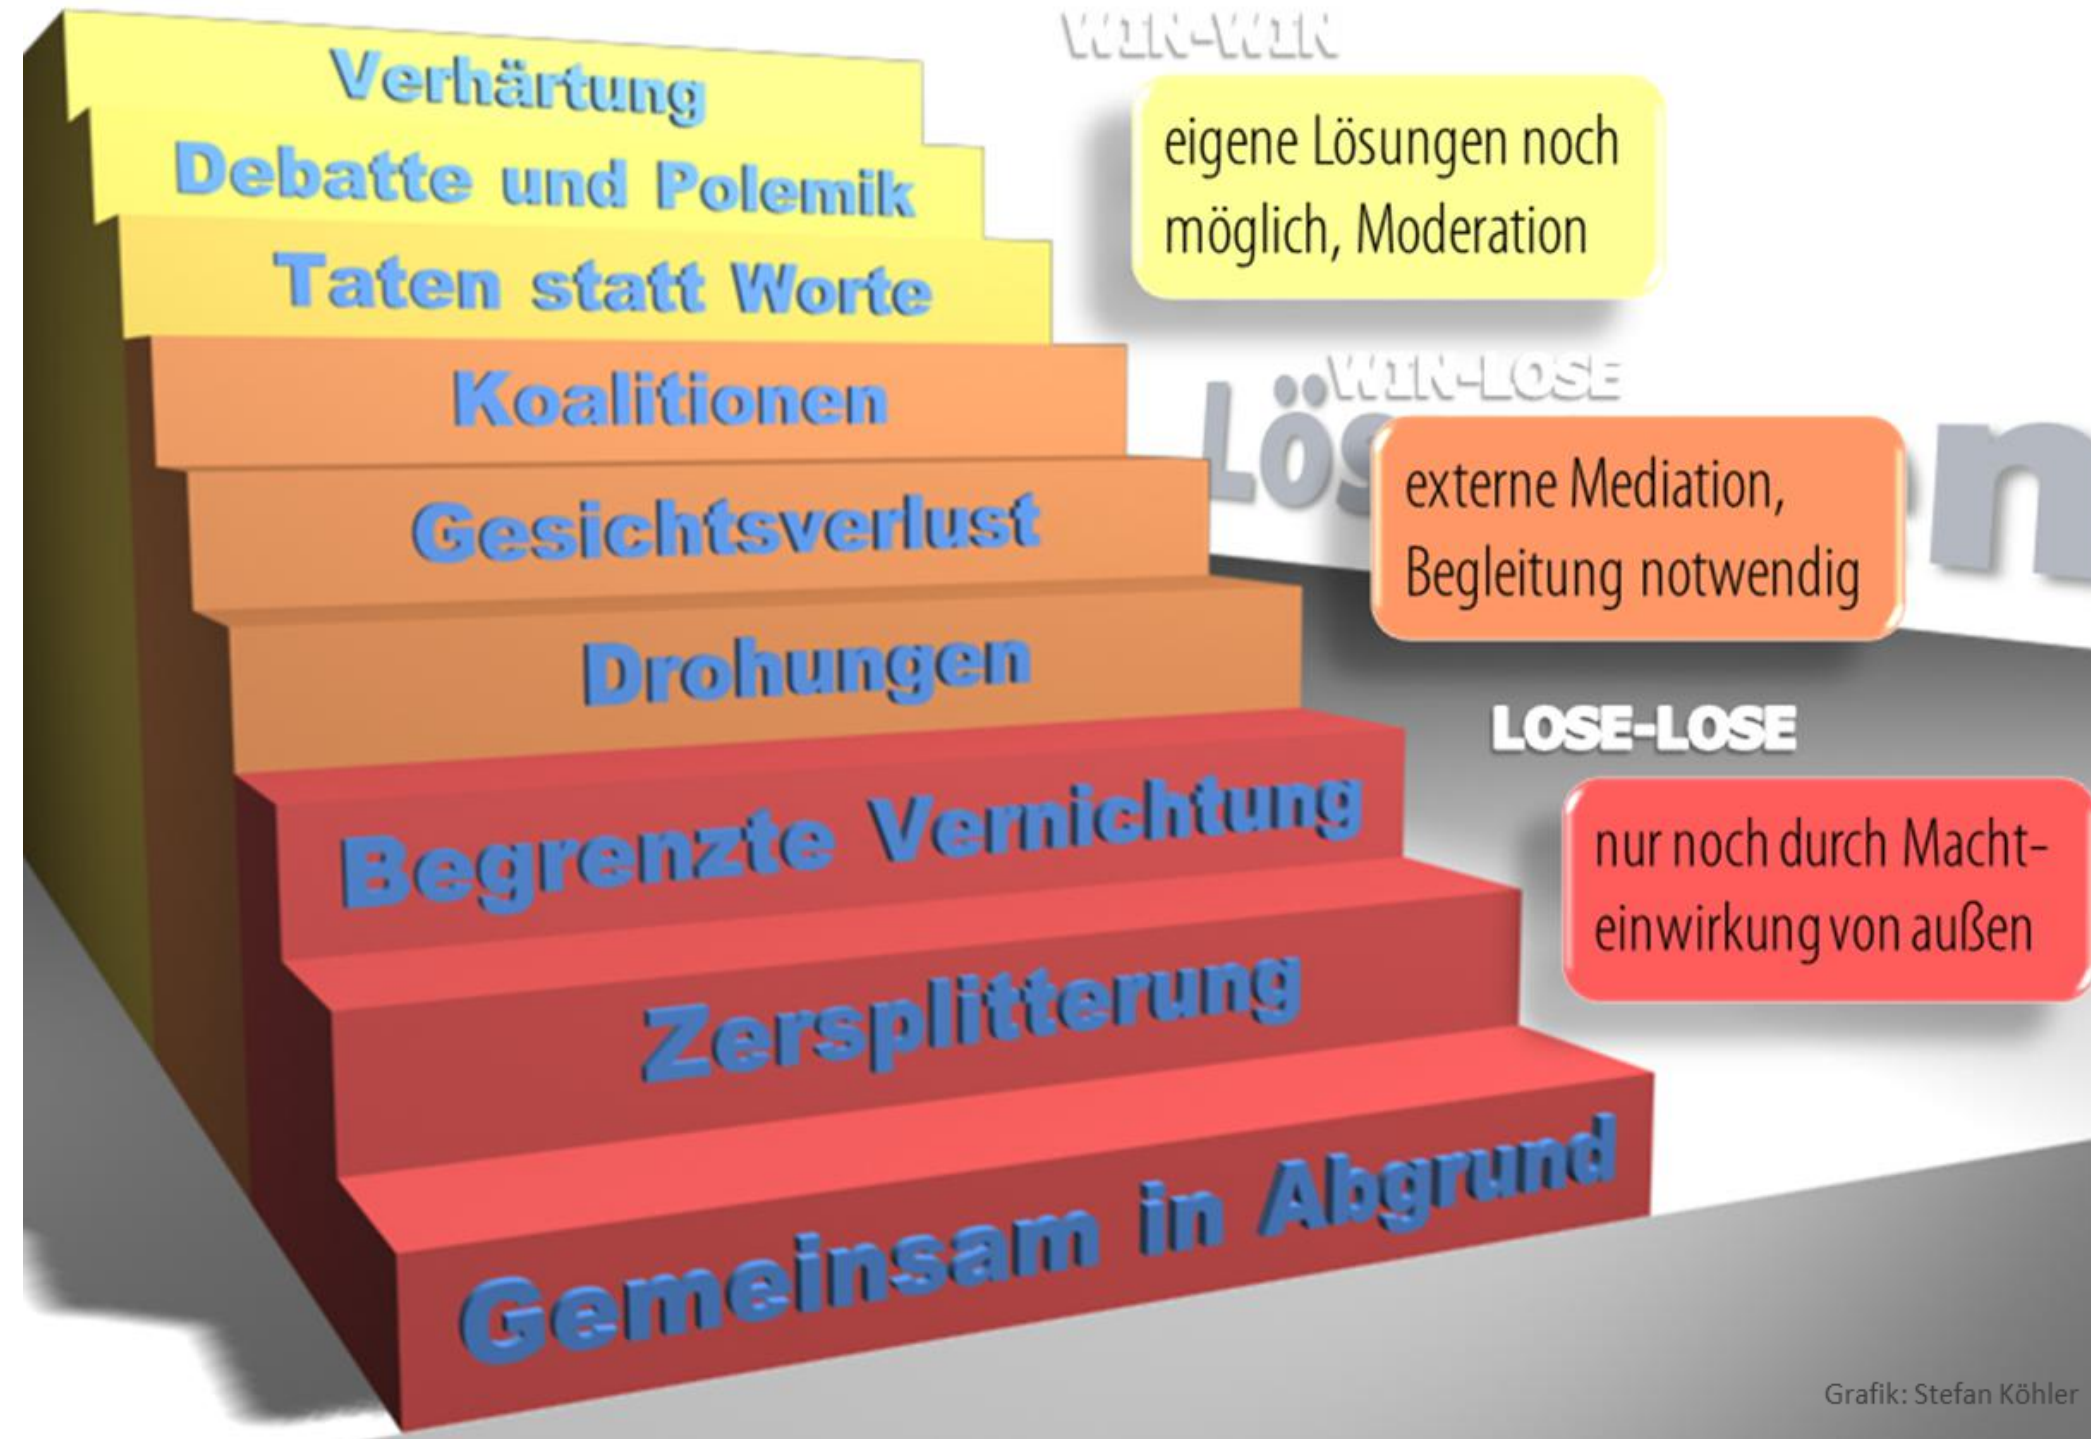 Verhärtung
Debatte und Polemik
Taten statt Worte
Koalitionen
Gesichtsverlust
Drohungen
Begrenzte Vernichtung
Zersplitterung
Gemeinsam in Abgrund
WIN-WIN
eigene Lösungen noch
möglich, Moderation
WIN-LOSE
externe Mediation,
Begleitung notwendig
LOSE-LOSE
nur noch durch Macht-
einwirkung von außen
Grafik: Stefan Köhler